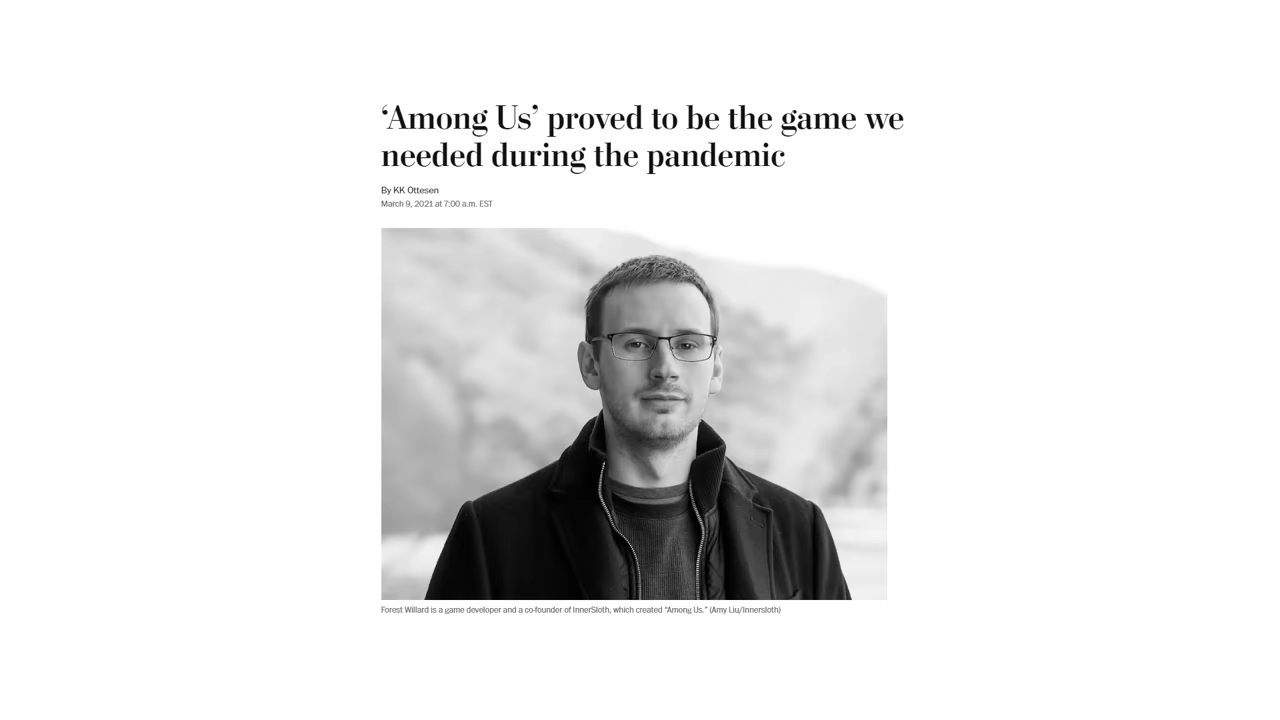 ‘Among Us’ proved to be the game we
needed during the pandemic
By KK Ottesen
March 9, 2021 at 7:00 a.m. EST
Forest Willard is a game developer and a co-founder of InnerSloth, which created “Among Us.” (Amy Liu/Innersloth)